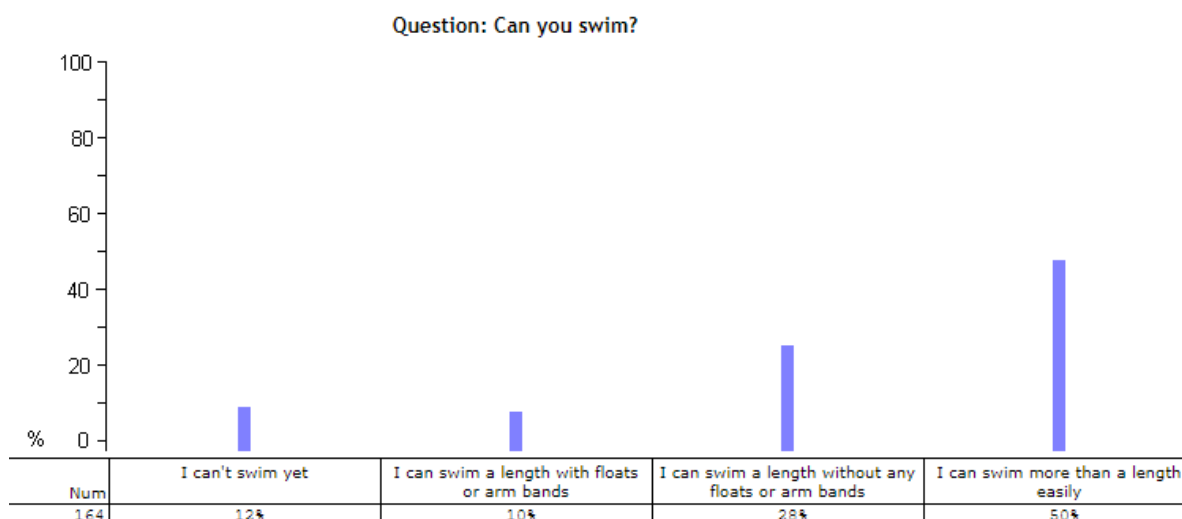 Question: Can you swim?
100
80
60
40
20
% 0
I can't swim yet
I can swim a length with floats
or arm bands
I can swim a length without any
floats or arm bands
I can swim more than a length
easily
Num
164 12% 10% 28% 50%